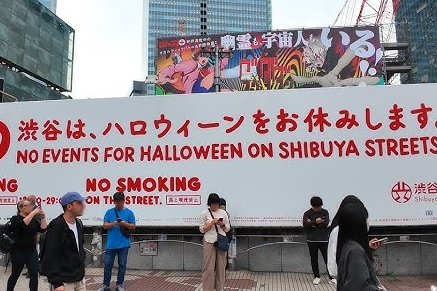 幽霊も、宇宙人もいる!
渋谷は、ハロウィーンをお休みします。
NO EVENTS FOR HALLOWEEN ON SHIBUYA STREETS
NO SMOKING
ON THE STREET.
路上喫煙禁止
渋谷
Shibuya